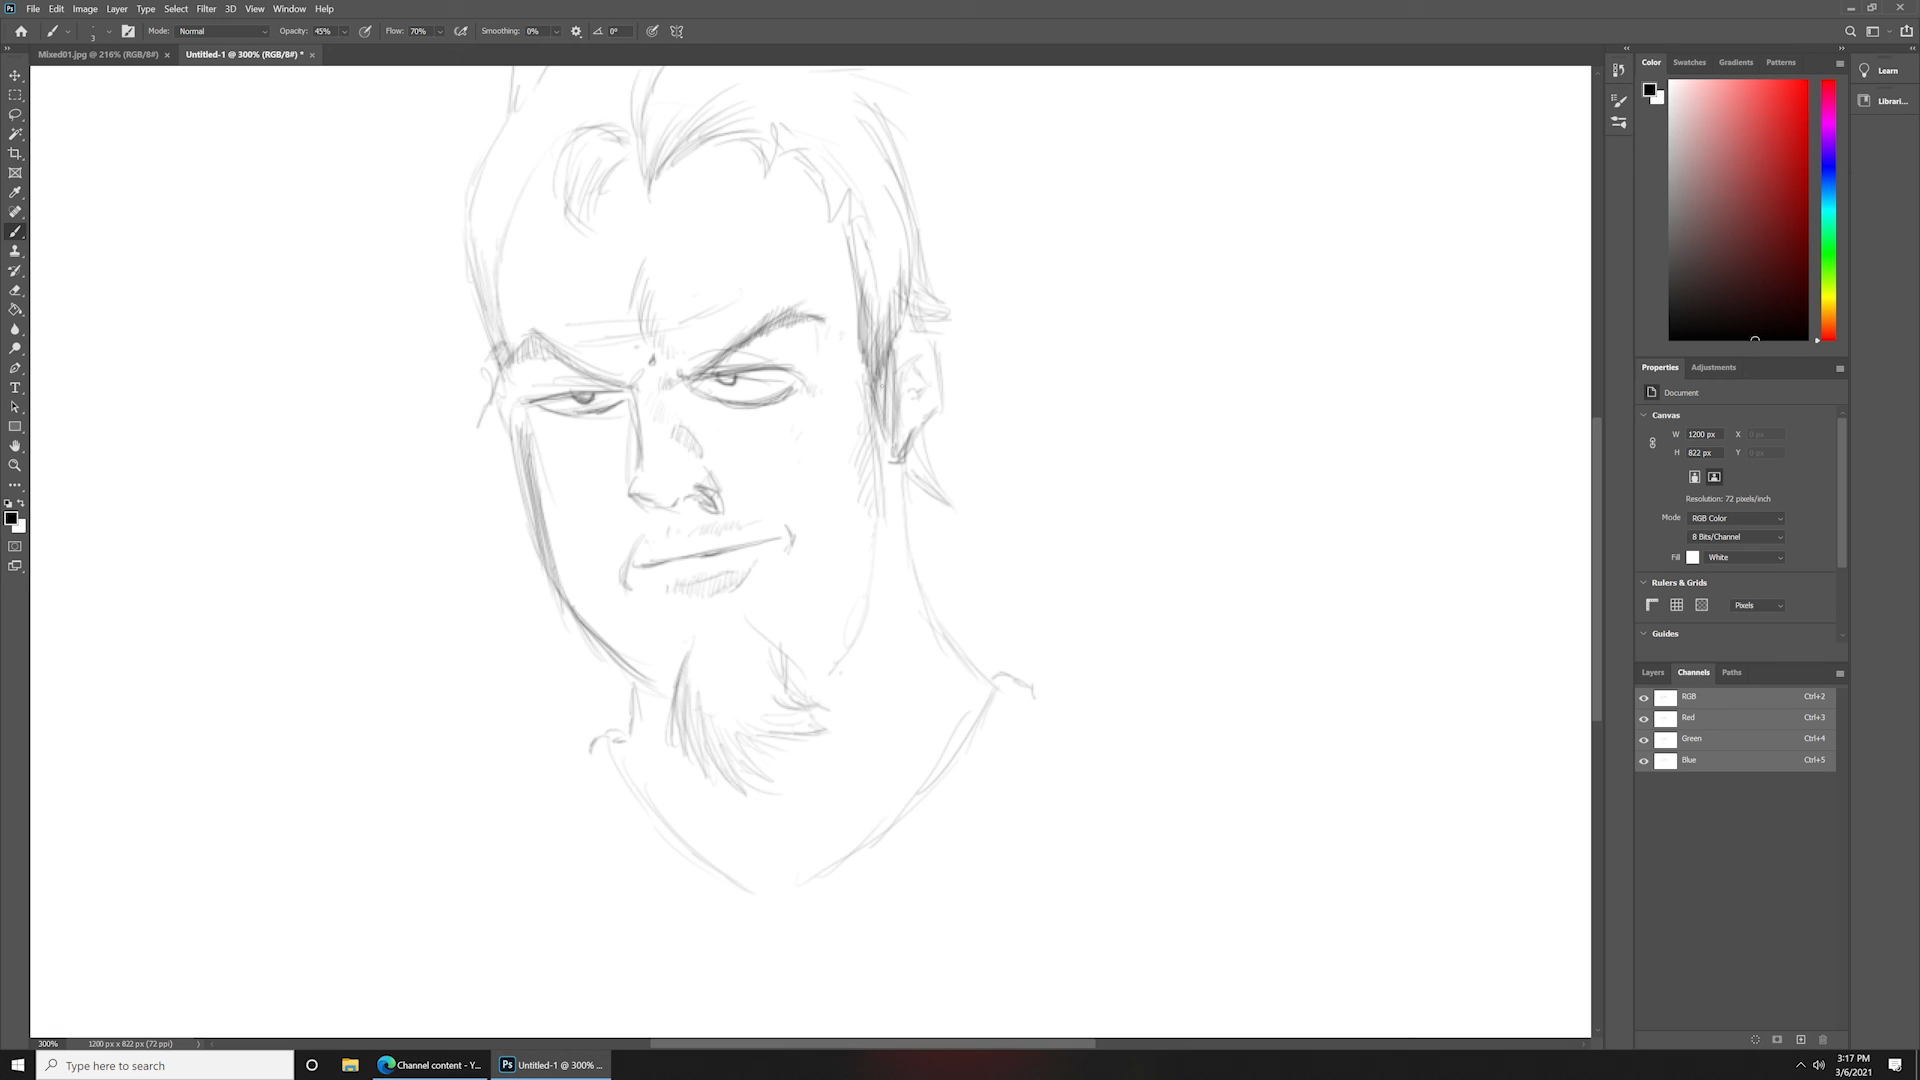 Ps File Edit Image Layer Type Select Filter 3D View Window Help
3 Mode: Normal Opacity: 45% Flow: 70% Smoothing: 0% 0°
Mixed01.jpg @ 216% (RGB/8#) × Untitled-1 @ 300% (RGB/8#) * ×
Color Swatches Gradients Patterns
Learn
Librari...
Properties Adjustments
Document
Canvas
W 1200 px X 0 px
H 822 px Y 0 px
Resolution: 72 pixels/inch
Mode RGB Color
8 Bits/Channel
Fill White
Rulers & Grids
Pixels
Guides
Layers Channels Paths
RGB Ctrl+2
Red Ctrl+3
Green Ctrl+4
Blue Ctrl+5
300% 1200 px x 822 px (72 ppi)
Type here to search
Channel content - Y...
Ps Untitled-1 @ 300% ...
3:17 PM
3/6/2021